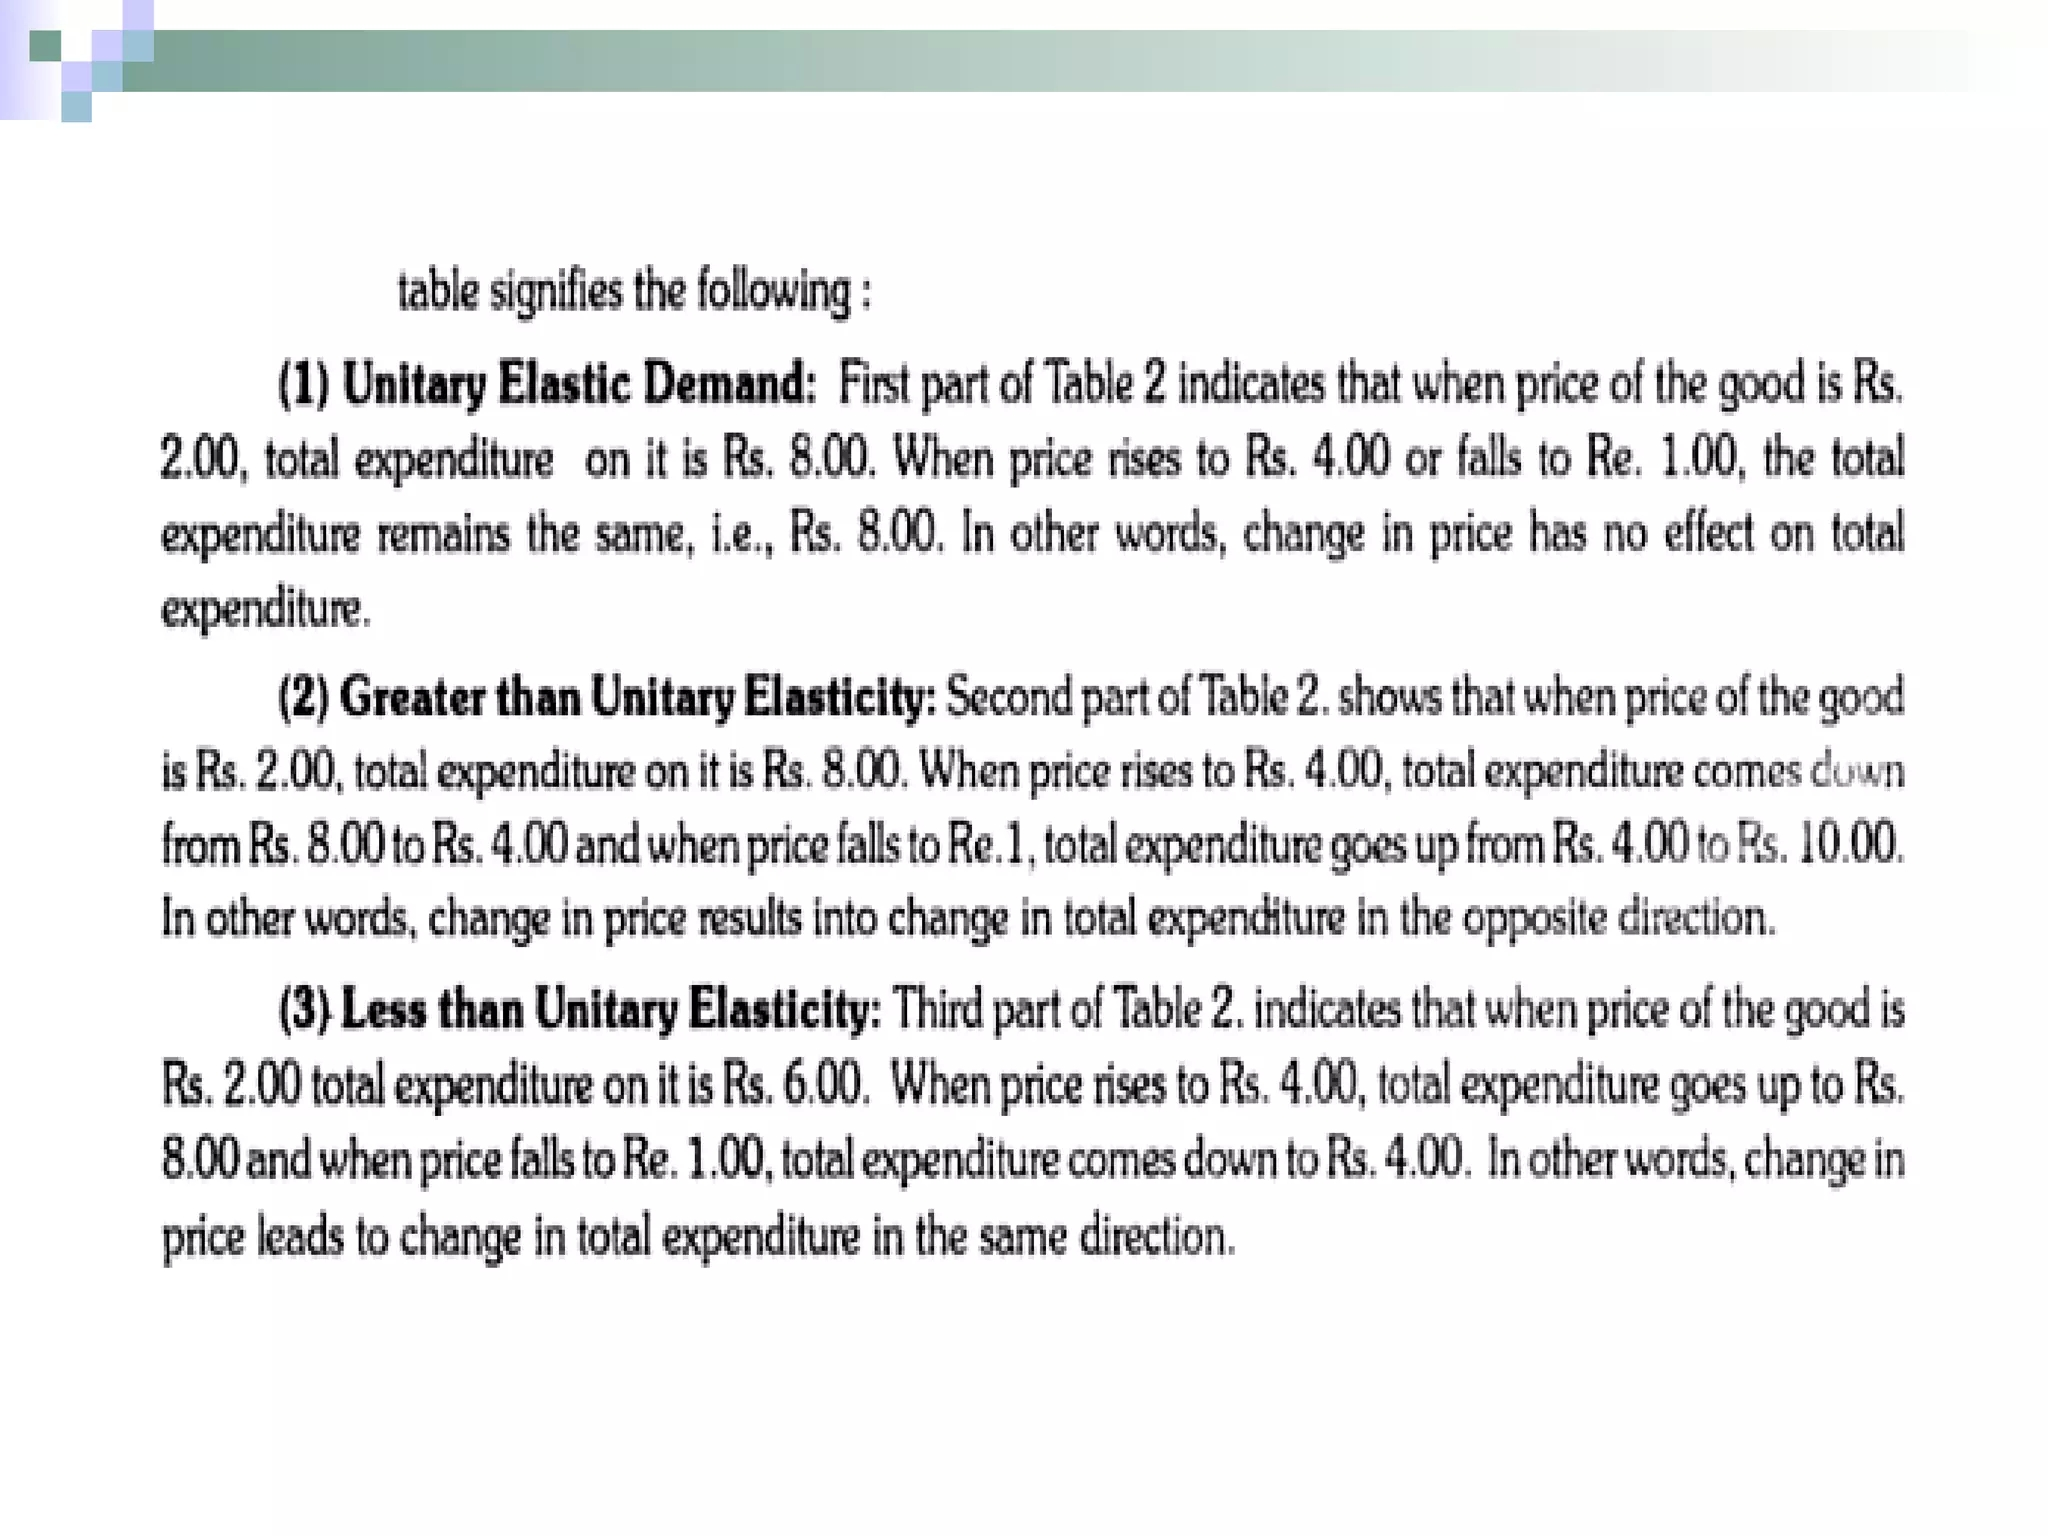 table signifies the following :
(1) Unitary Elastic Demand: First part of Table 2 indicates that when price of the good is Rs.
2.00, total expenditure on it is Rs. 8.00. When price rises to Rs. 4.00 or falls to Re. 1.00, the total
expenditure remains the same, i.e., Rs. 8.00. In other words, change in price has no effect on total
expenditure.
(2) Greater than Unitary Elasticity: Second part of Table 2. shows that when price of the good
is Rs. 2.00, total expenditure on it is Rs. 8.00. When price rises to Rs. 4.00, total expenditure comes down
from Rs. 8.00 to Rs. 4.00 and when price falls to Re.1, total expenditure goes up from Rs. 4.00 to Rs. 10.00.
In other words, change in price results into change in total expenditure in the opposite direction.
(3) Less than Unitary Elasticity: Third part of Table 2. indicates that when price of the good is
Rs. 2.00 total expenditure on it is Rs. 6.00. When price rises to Rs. 4.00, total expenditure goes up to Rs.
8.00 and when price falls to Re. 1.00, total expenditure comes down to Rs. 4.00. In other words, change in
price leads to change in total expenditure in the same direction.